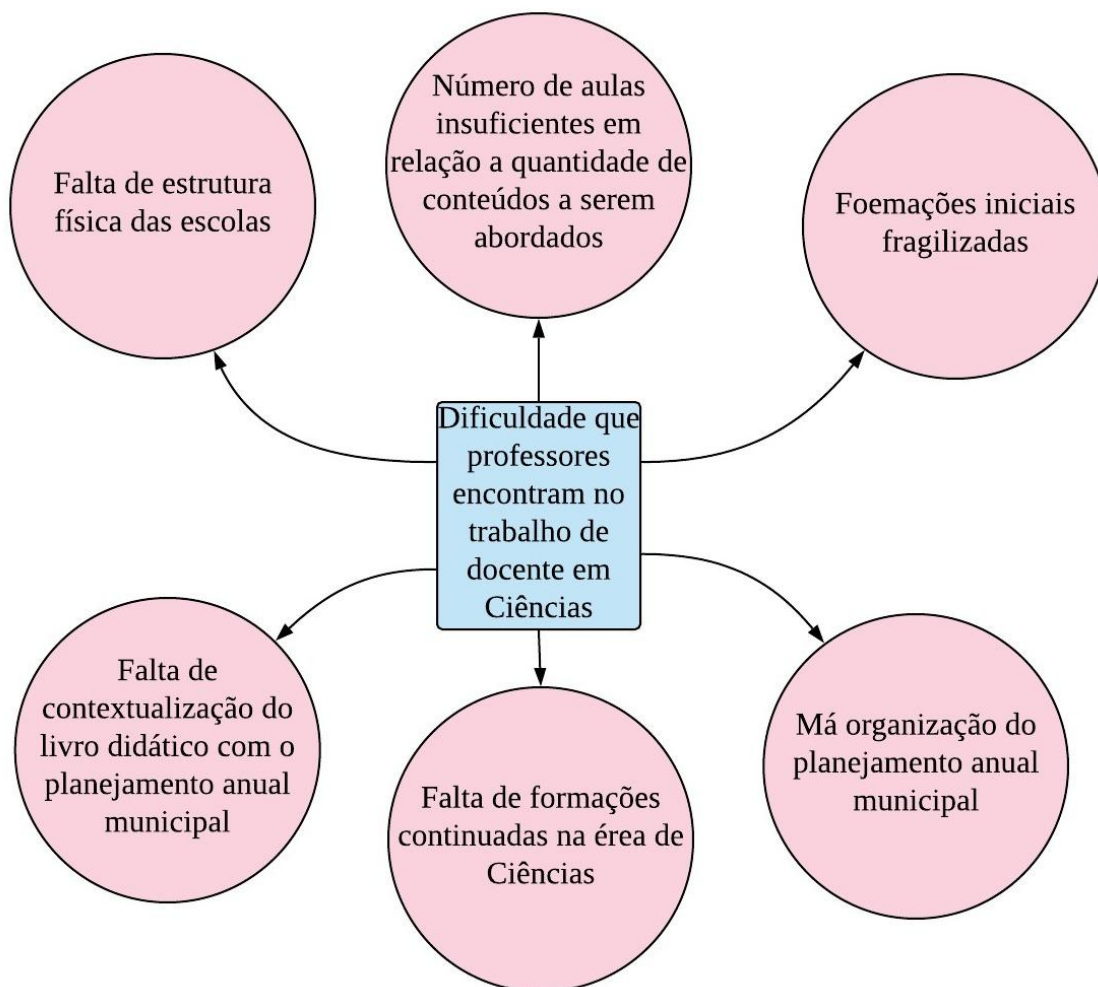 Falta de estrutura
física das escolas
Número de aulas
insuficientes em
relação a quantidade de
conteúdos a serem
abordados
Foemações iniciais
fragilizadas
Dificuldade que
professores
encontram no
trabalho de
docente em
Ciências
Falta de
contextualização do
livro didático com o
planejamento anual
municipal
Falta de formações
continuadas na érea de
Ciências
Má organização do
planejamento anual
municipal